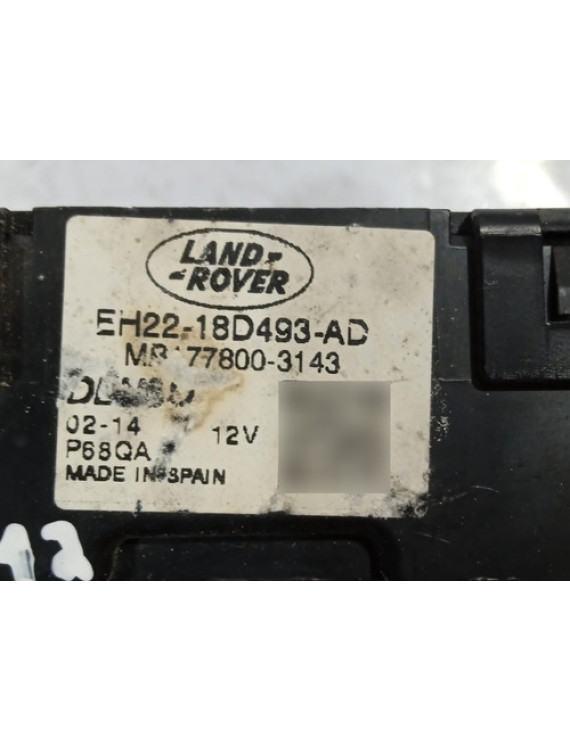 LAND-
-ROVER
EH22-18D493-AD
77800-3143
02-14
12V
P68QA
MADE IN SPAIN